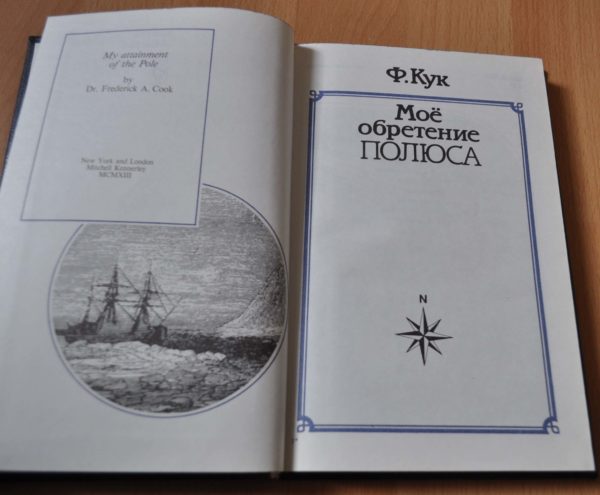 My attainment
of the Pole
by
Dr. Frederick A. Cook
New York and London
Mitchell Kennerley
MCMXIII
Ф. Кук
Моё
обретение
ПОЛЮСА
N